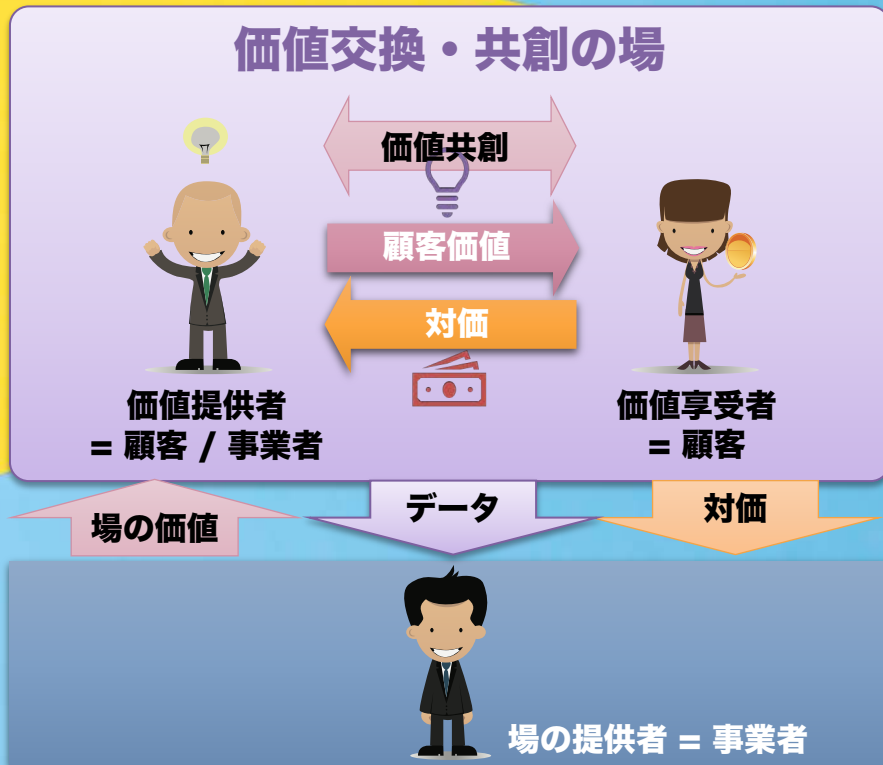 価値交換・共創の場
価値共創
顧客価値
対価
価値提供者
= 顧客 / 事業者
価値享受者
= 顧客
場の価値
データ
対価
場の提供者 = 事業者